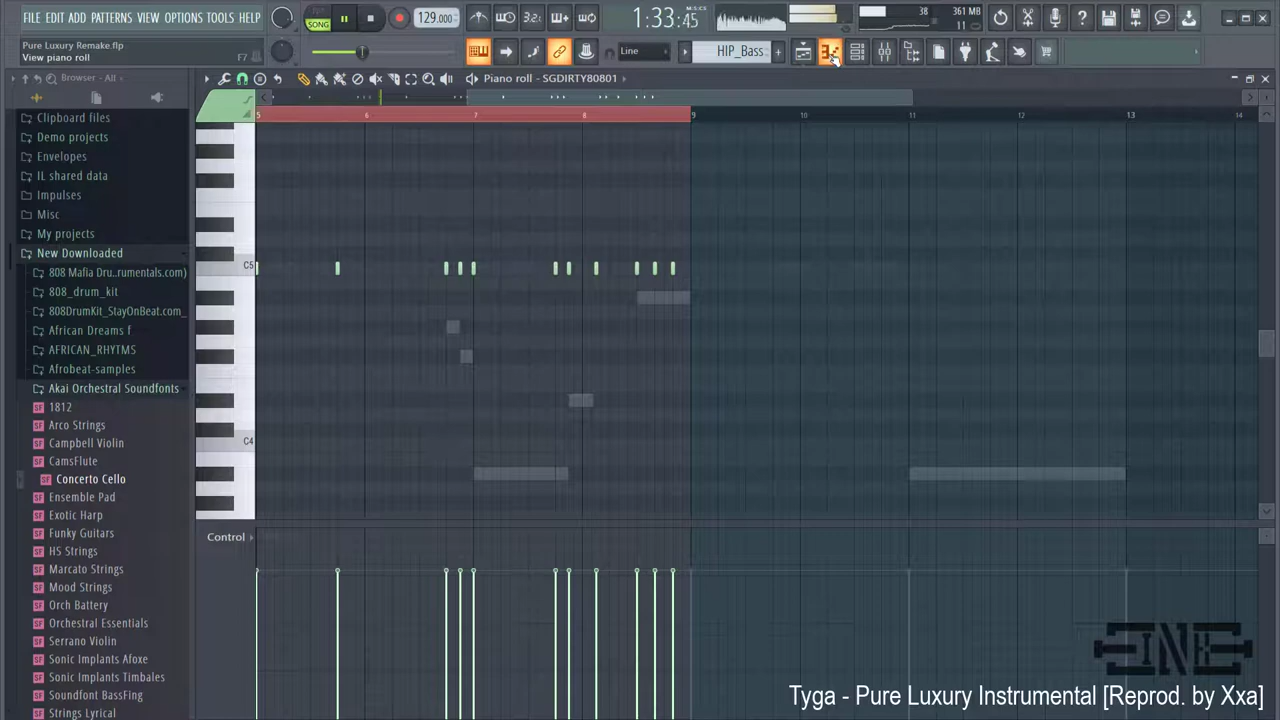 FILE EDIT ADD PATTERNS VIEW OPTIONS TOOLS HELP
Pure Luxury Remake.flp
View piano roll
F7
SONG
129.000
3.2:
1:33:45
M:S:CS
38
361 MB
11
Line
HIP_Bass
Browser - All
Piano roll - SGDIRTY80801
Clipboard files
Demo projects
Envelopes
IL shared data
Impulses
Misc
My projects
New Downloaded
808 Mafia Dru..rumentals.com)
808_drum_kit
808DrumKit_StayOnBeat.com_
African Dreams f
AFRICAN_RHYTMS
Afrobeat-samples
Akai Orchestral Soundfonts
1812
Arco Strings
Campbell Violin
CamsFlute
Concerto Cello
Ensemble Pad
Exotic Harp
Funky Guitars
HS Strings
Marcato Strings
Mood Strings
Orch Battery
Orchestral Essentials
Serrano Violin
Sonic Implants Afoxe
Sonic Implants Timbales
Soundfont BassFing
Strings Lyrical
5 6 7 8 9 11 12 13 14
C5
C4
Control
Tyga - Pure Luxury Instrumental [Reprod. by Xxa]